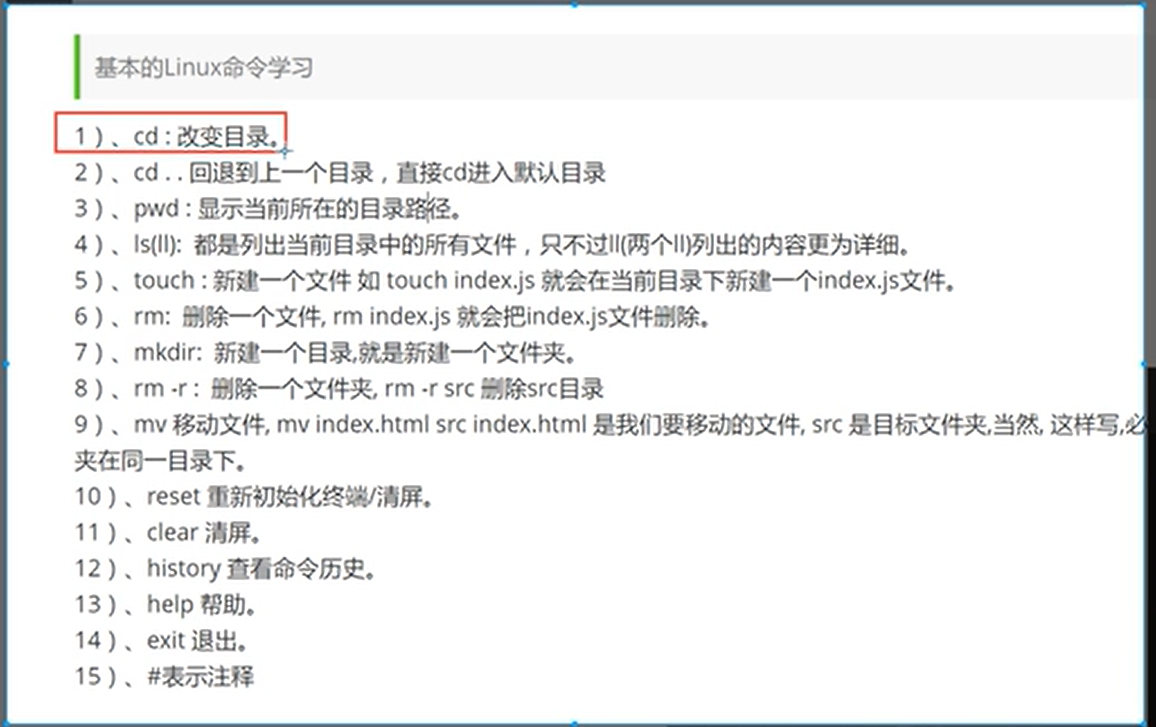 基本的Linux命令学习
1）、cd : 改变目录。
2）、cd . . 回退到上一个目录，直接cd进入默认目录
3）、pwd : 显示当前所在的目录路径。
4）、ls(ll):  都是列出当前目录中的所有文件，只不过ll(两个ll)列出的内容更为详细。
5）、touch : 新建一个文件 如 touch index.js 就会在当前目录下新建一个index.js文件。
6）、rm:  删除一个文件, rm index.js 就会把index.js文件删除。
7）、mkdir:  新建一个目录,就是新建一个文件夹。
8）、rm -r :  删除一个文件夹, rm -r src 删除src目录
9）、mv 移动文件, mv index.html src index.html 是我们要移动的文件, src 是目标文件夹,当然, 这样写,必
夹在同一目录下。
10）、reset 重新初始化终端/清屏。
11）、clear 清屏。
12）、history 查看命令历史。
13）、help 帮助。
14）、exit 退出。
15）、#表示注释